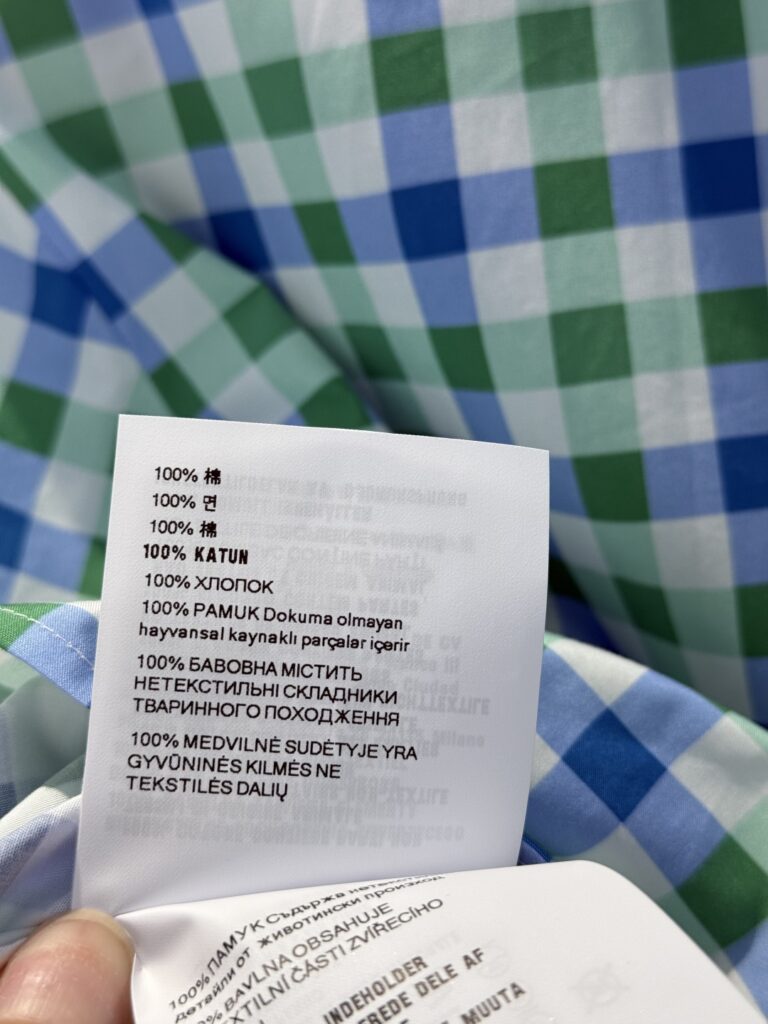 100% 棉
100% 면
100% 棉
100% KATUN
100% ХЛОПОК
100% PAMUK Dokuma olmayan
hayvansal kaynaklı parçalar içerir
100% БАВОВНА МІСТИТЬ
НЕТЕКСТИЛЬНІ СКЛАДНИКИ
ТВАРИННОГО ПОХОДЖЕННЯ
100% MEDVILNĖ SUDĖTYJE YRA
GYVŪNINĖS KILMĖS NE
TEKSTILĖS DALIŲ
100% ПАМУК Съдържа
детайли от животински произход
BAVLNA OBSAHUJE
ČÁSTI ZVÍŘECÍHO
INDEHOLDER
DELE AF
MUUTA